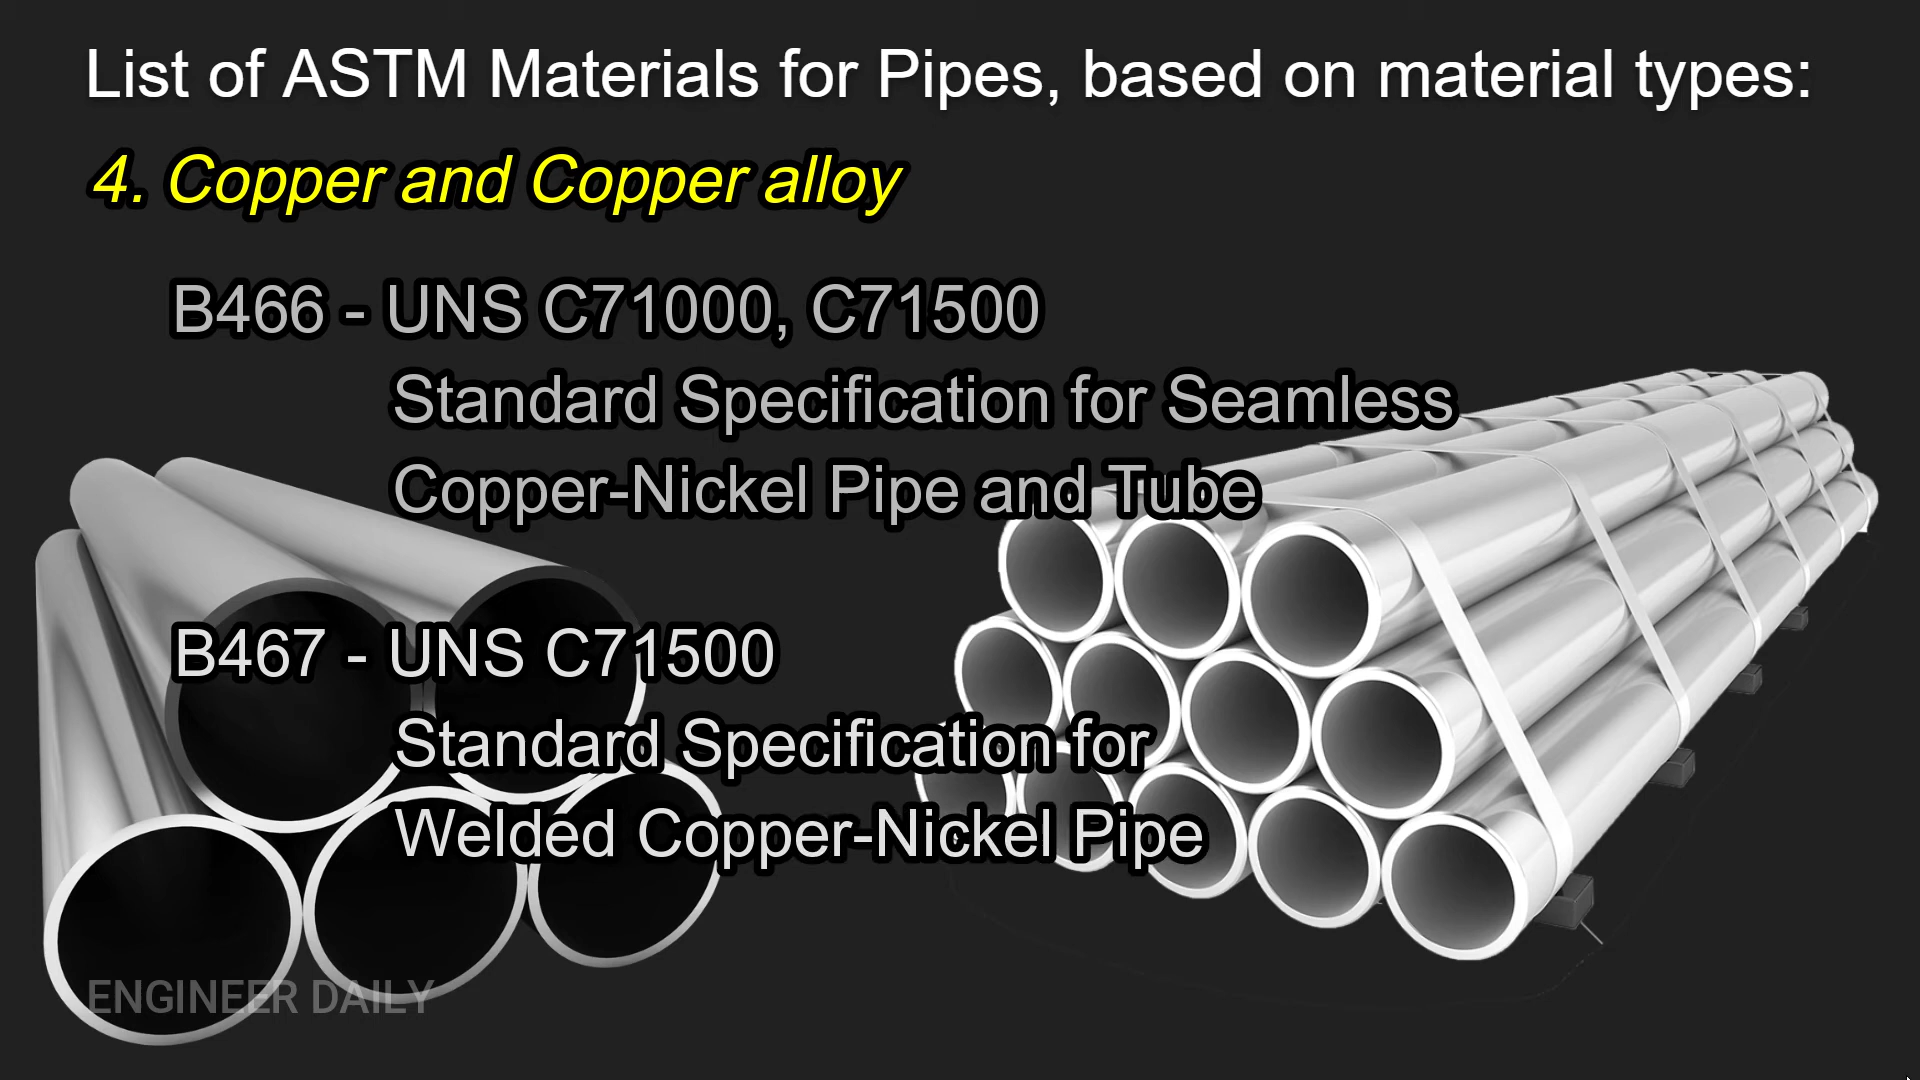 List of ASTM Materials for Pipes, based on material types:
4. Copper and Copper alloy
B466 - UNS C71000, C71500
Standard Specification for Seamless
Copper-Nickel Pipe and Tube
B467 - UNS C71500
Standard Specification for
Welded Copper-Nickel Pipe
ENGINEER DAILY